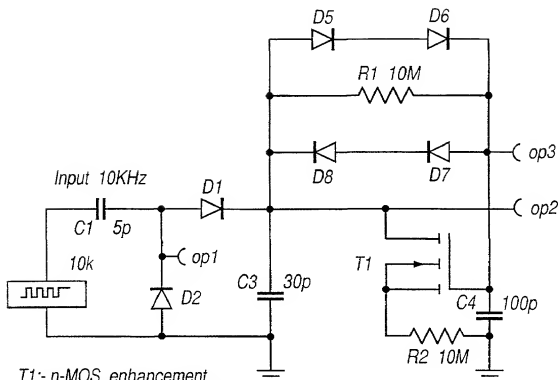 D5
D6
R1 10M
op3
D8
D7
Input 10KHz
D1
op2
C1
5p
op1
10k
T1
C3
30p
C4
100p
D2
R2 10M
T1:- n-MOS enhancement